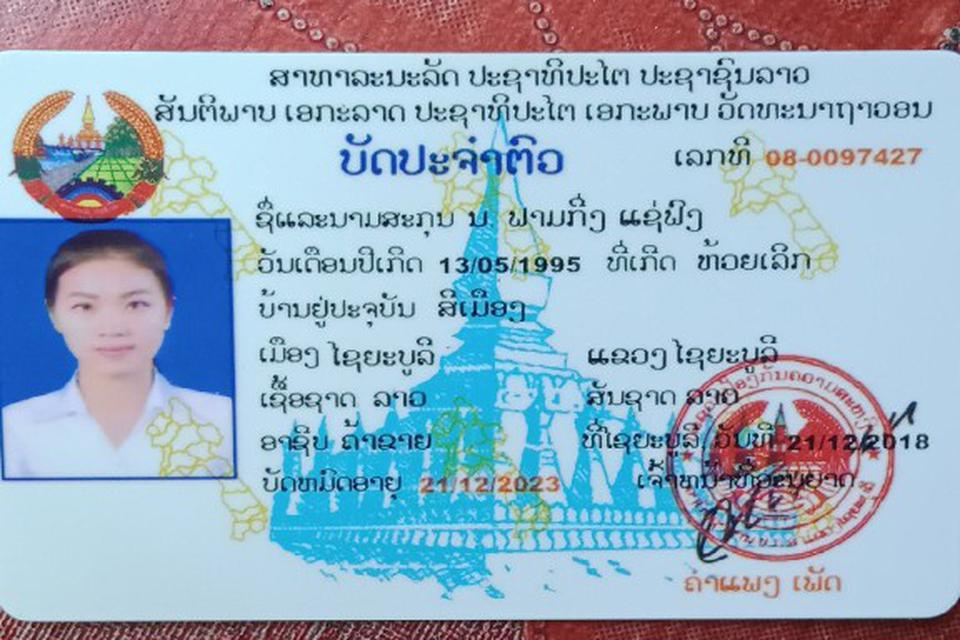 ສາທາລະນະລັດ ປະຊາທິປະໄຕ ປະຊາຊົນລາວ
ສັນຕິພາບ ເອກະລາດ ປະຊາທິປະໄຕ ເອກະພາບ ວັດທະນາຖາວອນ
ບັດປະຈຳຕົວ ເລກທີ 08-0097427
ຊື່ແລະນາມສະກຸນ ນ. ຟາມກິ່ງ ແຊ່ຟົງ
ວັນເດືອນປີເກີດ 13/05/1995 ທີ່ເກີດ ຫ້ວຍເລິກ
ບ້ານຢູ່ປະຈຸບັນ ສີເມືອງ
ເມືອງ ໄຊຍະບູລີ ແຂວງ ໄຊຍະບູລີ
ເຊື້ອຊາດ ລາວ ສັນຊາດ ລາວ
ອາຊີບ ຄ້າຂາຍ ທີ່ໄຊຍະບູລີ, ວັນທີ 21/12/2018
ບັດຫມົດອາຍຸ 21/12/2023 ເຈົ້າຫນ້າທີ່ອະນຸຍາດ
ຄຳແພງ ເພັດ